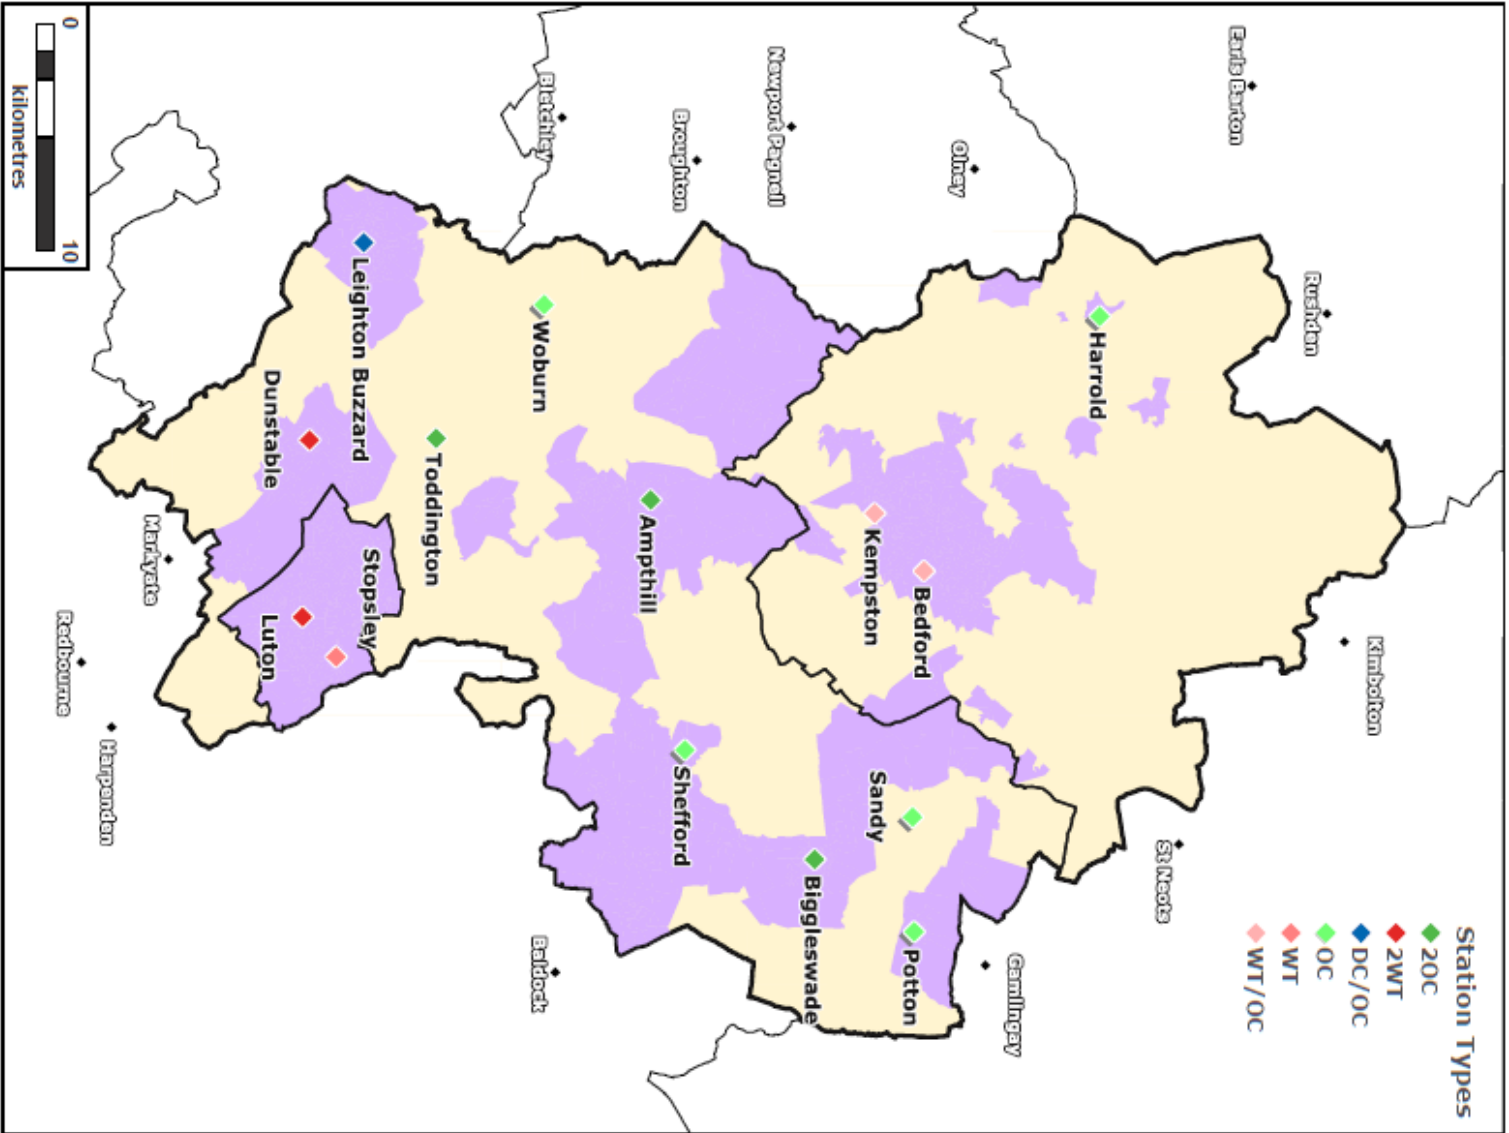 Station Types
2OC
2WT
DC/OC
OC
WT
WT/OC
Earls Barton
Rushden
Kimbolton
Harrold
St Neots
Olney
Gamlingay
Bedford
Potton
Sandy
Kempston
Biggleswade
Newport Pagnell
Broughton
Shefford
Ampthill
Bletchley
Woburn
Baldock
Toddington
Stopsley
Leighton Buzzard
Dunstable
Luton
Markyate
Harpenden
Redbourne
0
10
kilometres